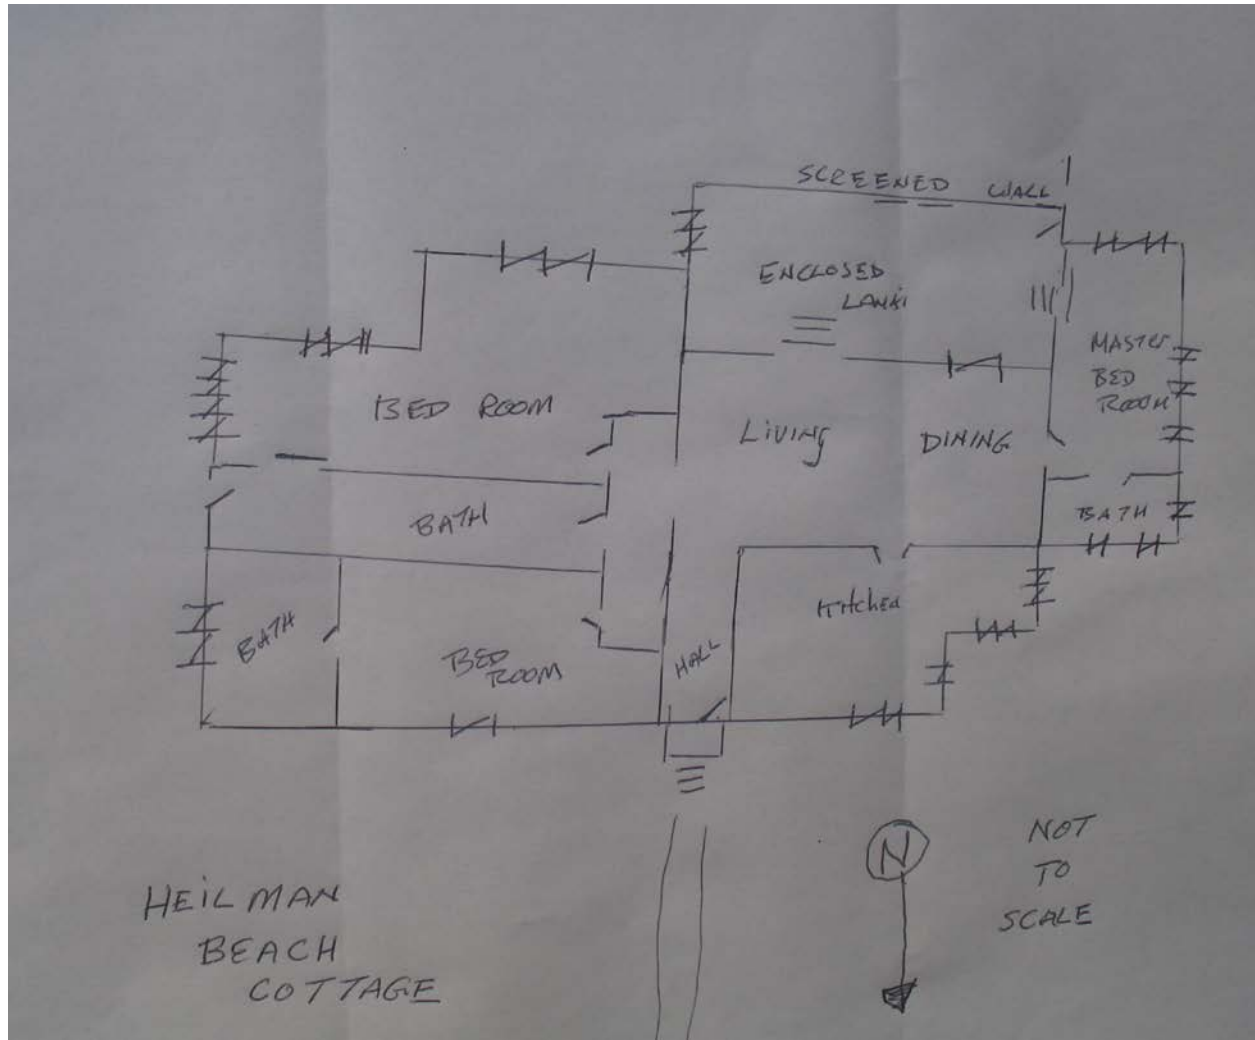 SCREENED WALL
ENCLOSED
LANAI
MASTER
BED
ROOM
BED ROOM
LIVING
DINING
BATH
BATH
Kitchen
BATH
BED
ROOM
HALL
N
NOT
TO
SCALE
HEILMAN
BEACH
COTTAGE